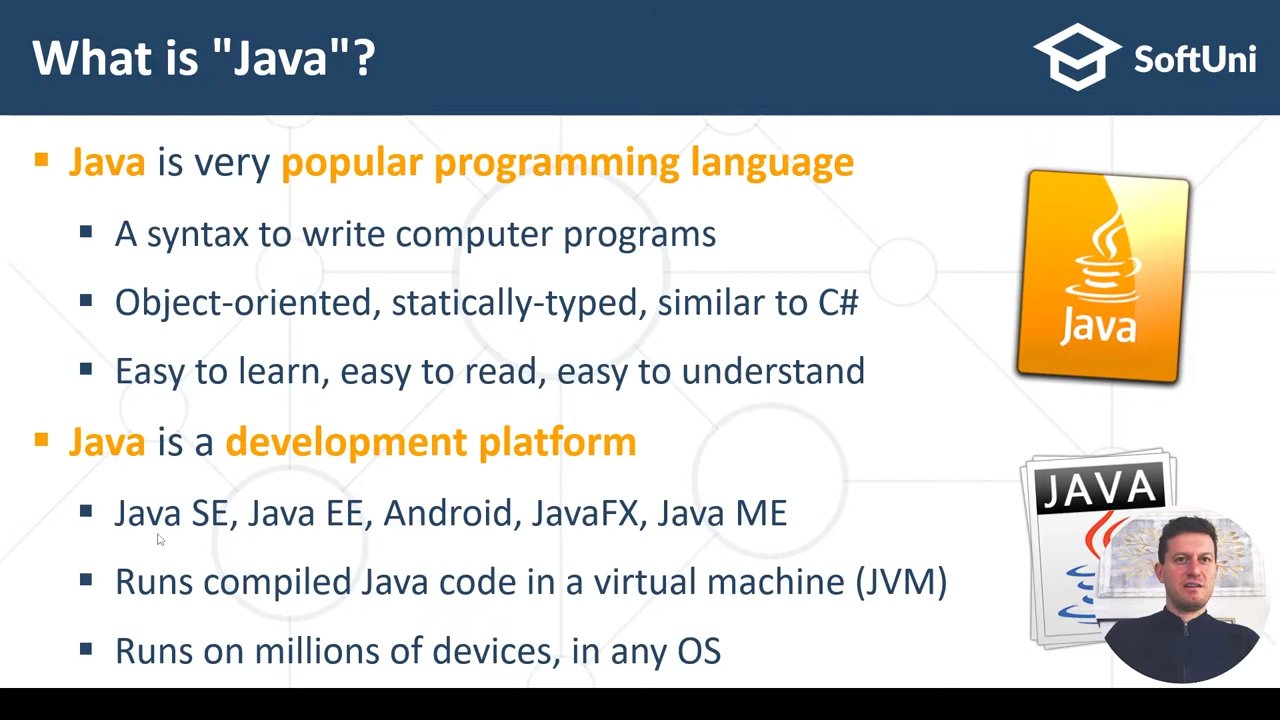 What is "Java"?
SoftUni
Java is very popular programming language
A syntax to write computer programs
Object-oriented, statically-typed, similar to C#
Easy to learn, easy to read, easy to understand
Java
Java is a development platform
Java SE, Java EE, Android, JavaFX, Java ME
JAVA
Runs compiled Java code in a virtual machine (JVM)
Runs on millions of devices, in any OS